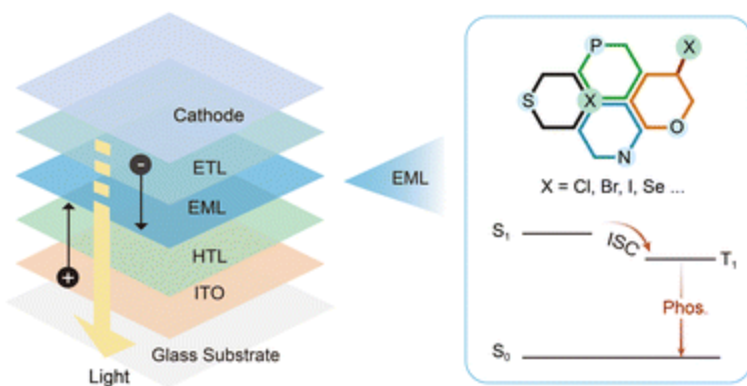 Cathode
ETL
EML
HTL
ITO
Glass Substrate
Light
−
+
EML
P
X
S
X
O
N
X = Cl, Br, I, Se ...
S₁
ISC
T₁
Phos.
S₀